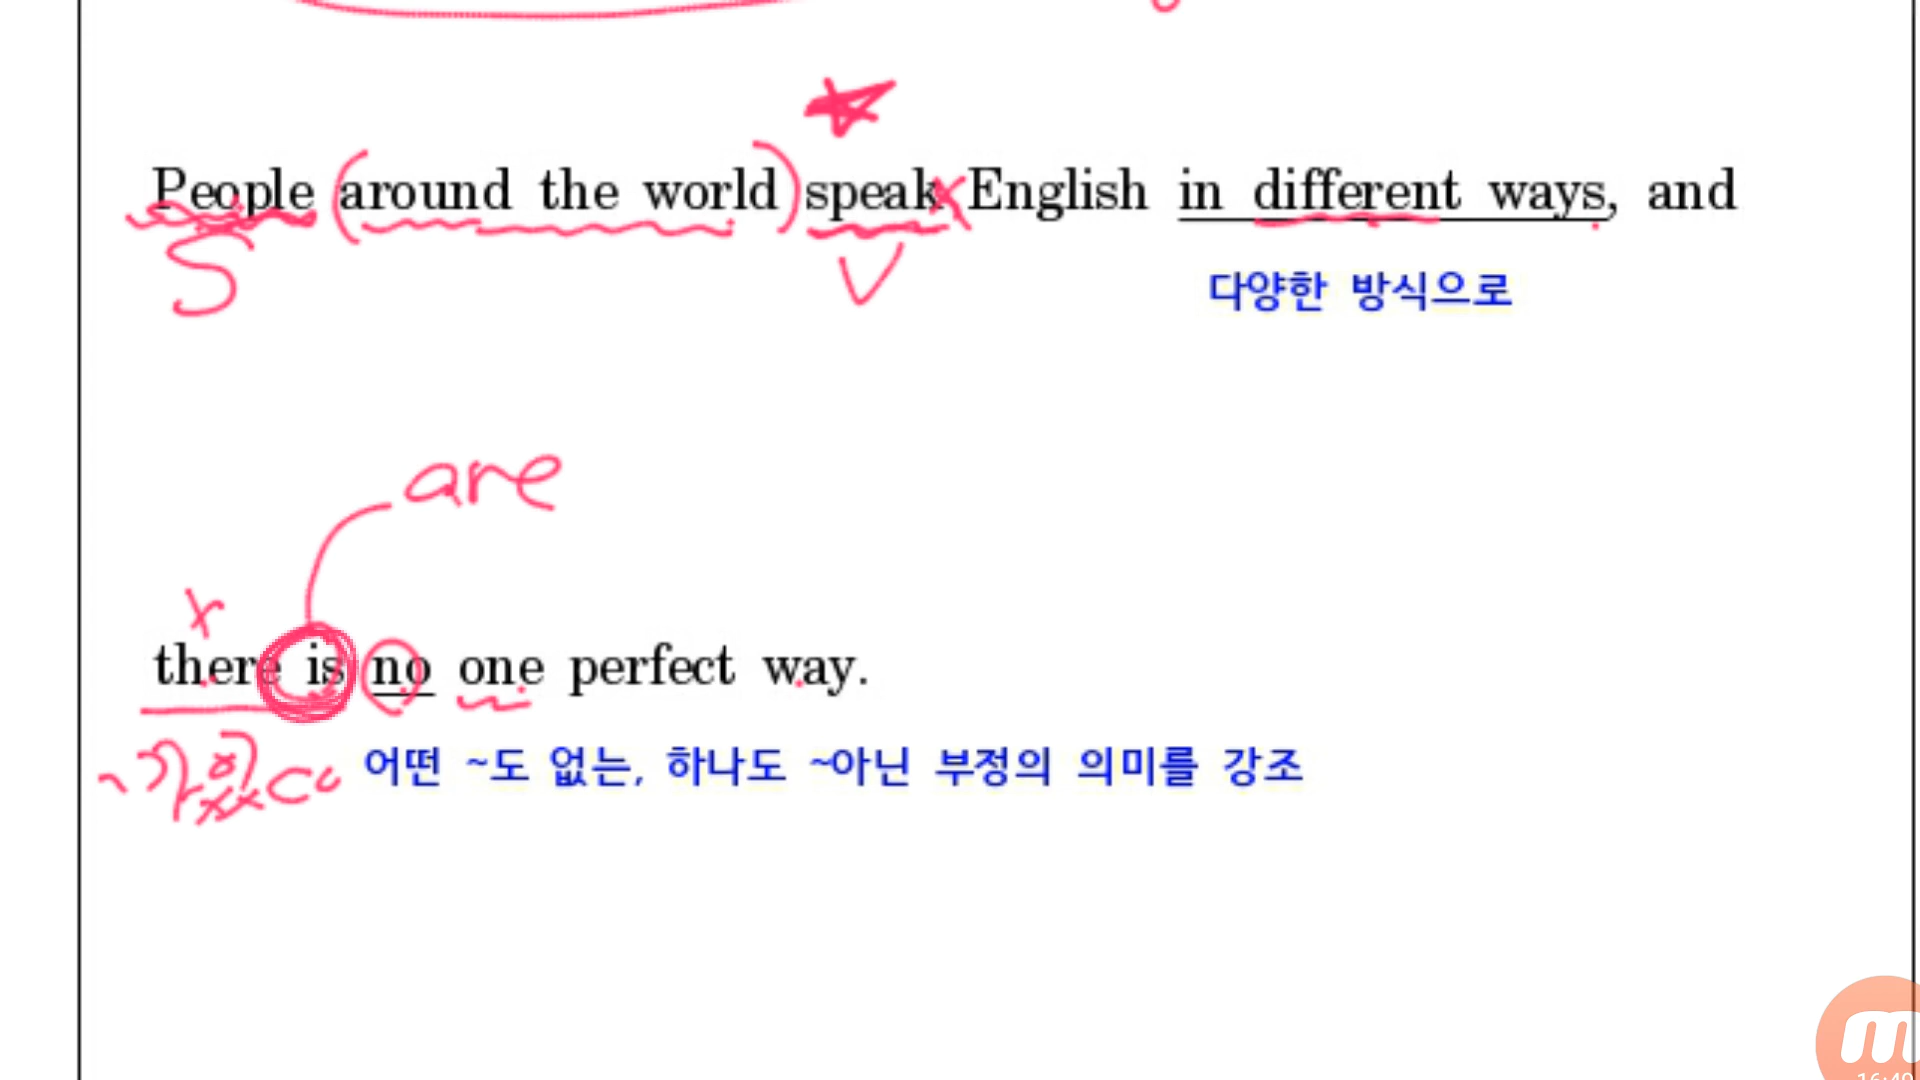 People (around the world) speak English in different ways, and
S
V
다양한 방식으로
are
x
there is no one perfect way.
~가 있다
어떤 ~도 없는, 하나도 ~아닌 부정의 의미를 강조
m